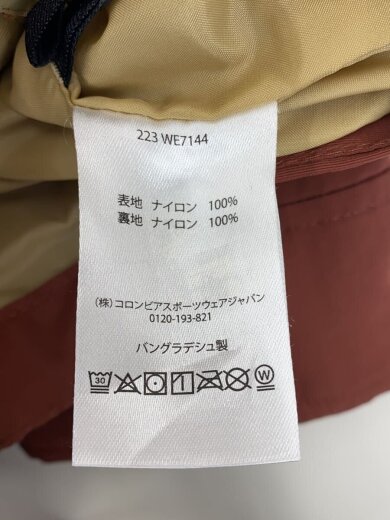 223 WE7144
表地 ナイロン 100%
裏地 ナイロン 100%
(株) コロンビアスポーツウェアジャパン
0120-193-821
バングラデシュ製
30
W